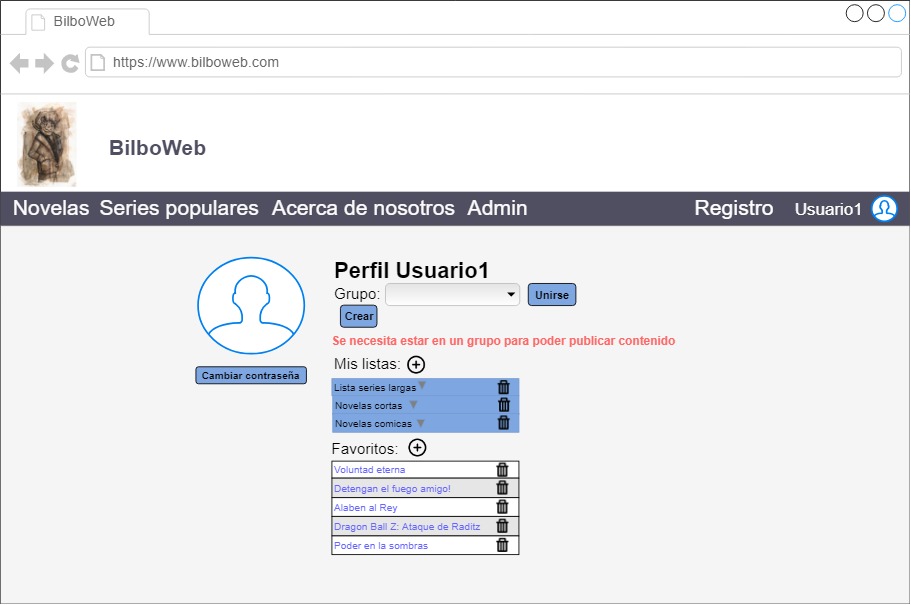 BilboWeb
https://www.bilboweb.com
BilboWeb
Novelas Series populares Acerca de nosotros Admin Registro Usuario1
Perfil Usuario1
Grupo: Unirse
Crear
Se necesita estar en un grupo para poder publicar contenido
Mis listas:
Cambiar contraseña
Lista series largas
Novelas cortas
Novelas comicas
Favoritos:
Voluntad eterna
Detengan el fuego amigo!
Alaben al Rey
Dragon Ball Z: Ataque de Raditz
Poder en la sombras